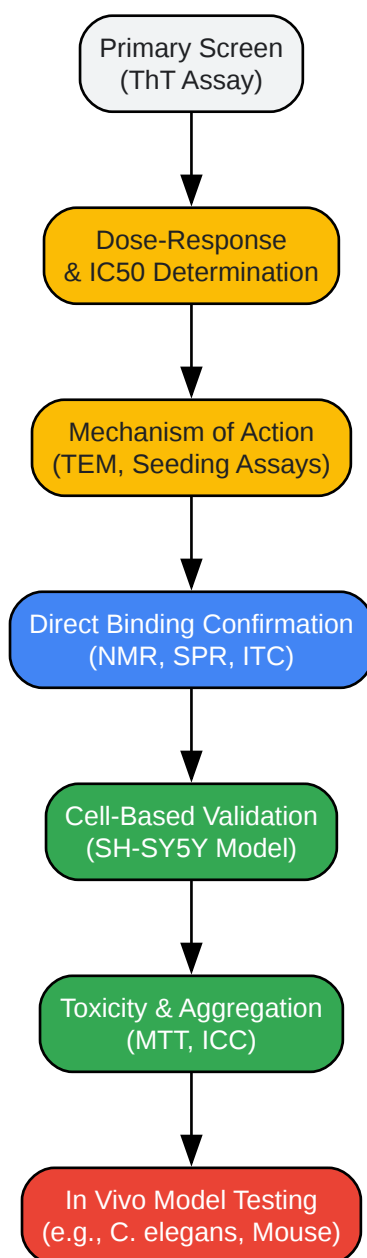 Primary Screen
(ThT Assay)
Dose-Response
& IC50 Determination
Mechanism of Action
(TEM, Seeding Assays)
Direct Binding Confirmation
(NMR, SPR, ITC)
Cell-Based Validation
(SH-SY5Y Model)
Toxicity & Aggregation
(MTT, ICC)
In Vivo Model Testing
(e.g., C. elegans, Mouse)